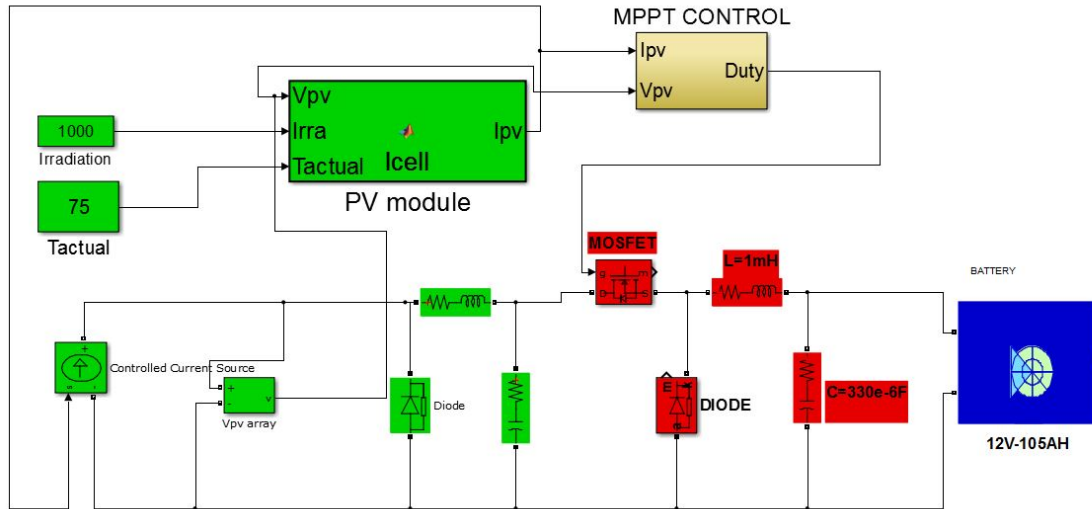 MPPT CONTROL
Ipv
Vpv
Duty
Vpv
Irra
Tactual
Ipv
Icell
PV module
1000
Irradiation
75
Tactual
MOSFET
g
m
D
S
L=1mH
BATTERY
Controlled Current Source
+
s
-
+
-
v
Vpv array
Diode
DIODE
C=330e-6F
12V-105AH